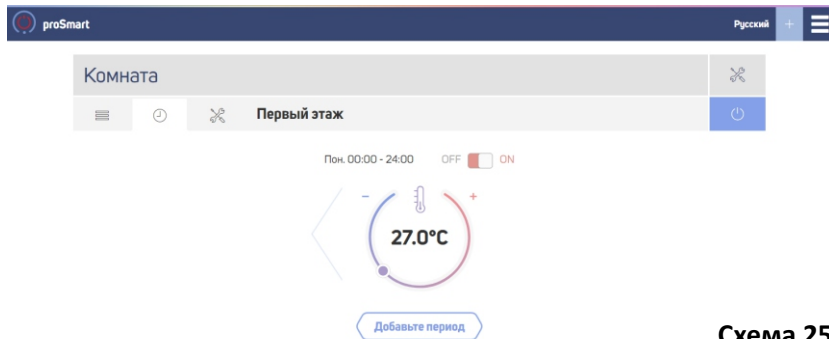 proSmart
Русский +
Комната
Первый этаж
Пон. 00:00 - 24:00 OFF ON
- +
27.0°C
Добавьте период
Схема 25